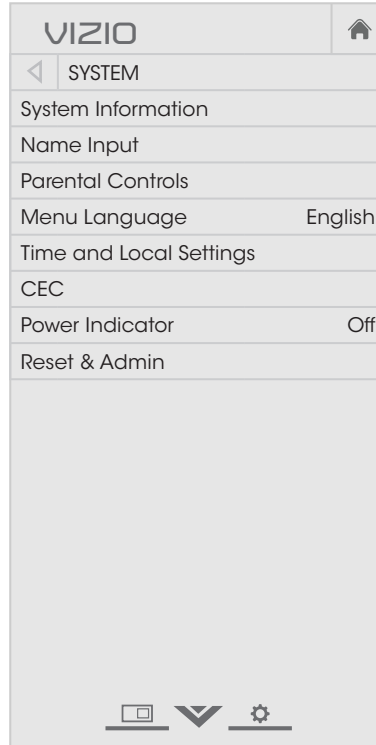 VIZIO
SYSTEM
System Information
Name Input
Parental Controls
Menu Language English
Time and Local Settings
CEC
Power Indicator Off
Reset & Admin